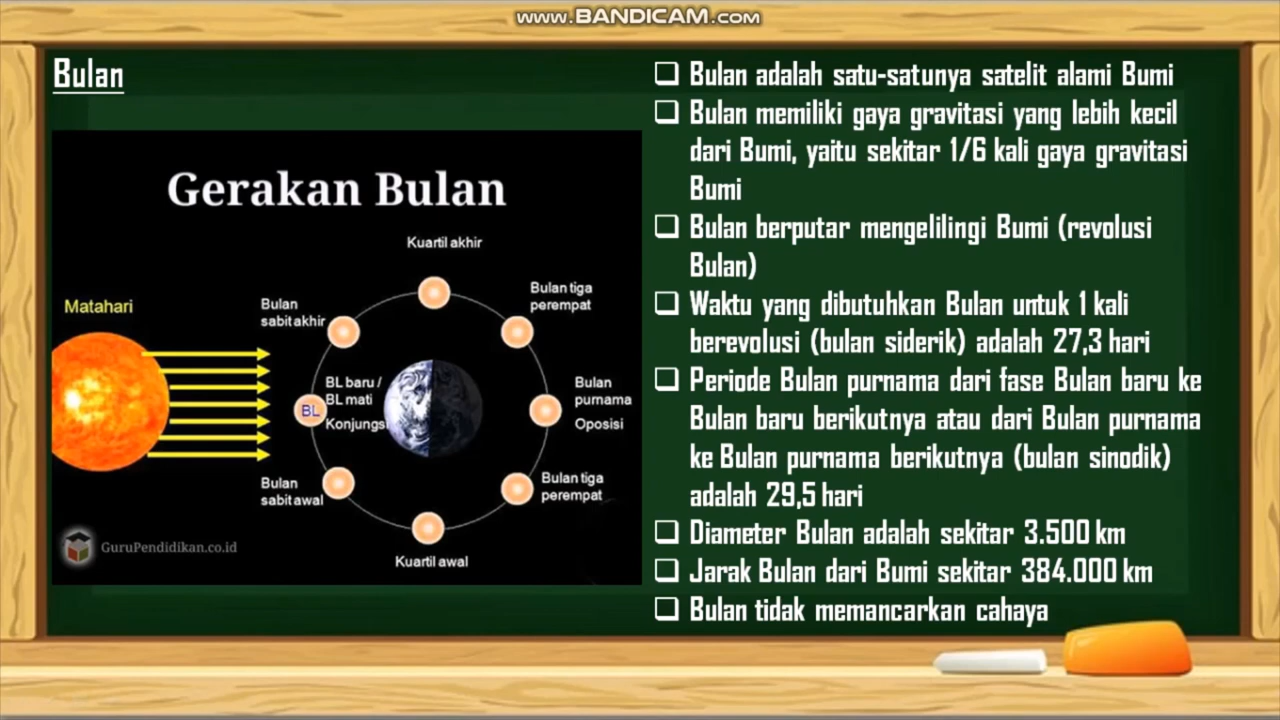 www.BANDICAM.com
Bulan
Gerakan Bulan
Kuartil akhir
Bulan tiga
perempat
Matahari
Bulan
sabit akhir
BL baru /
BL mati
BL
Konjungs
Bulan
purnama
Oposisi
Bulan
sabit awal
Bulan tiga
perempat
Kuartil awal
GuruPendidikan.co.id
❑ Bulan adalah satu-satunya satelit alami Bumi
❑ Bulan memiliki gaya gravitasi yang lebih kecil
dari Bumi, yaitu sekitar 1/6 kali gaya gravitasi
Bumi
❑ Bulan berputar mengelilingi Bumi (revolusi
Bulan)
❑ Waktu yang dibutuhkan Bulan untuk 1 kali
berevolusi (bulan siderik) adalah 27,3 hari
❑ Periode Bulan purnama dari fase Bulan baru ke
Bulan baru berikutnya atau dari Bulan purnama
ke Bulan purnama berikutnya (bulan sinodik)
adalah 29,5 hari
❑ Diameter Bulan adalah sekitar 3.500 km
❑ Jarak Bulan dari Bumi sekitar 384.000 km
❑ Bulan tidak memancarkan cahaya